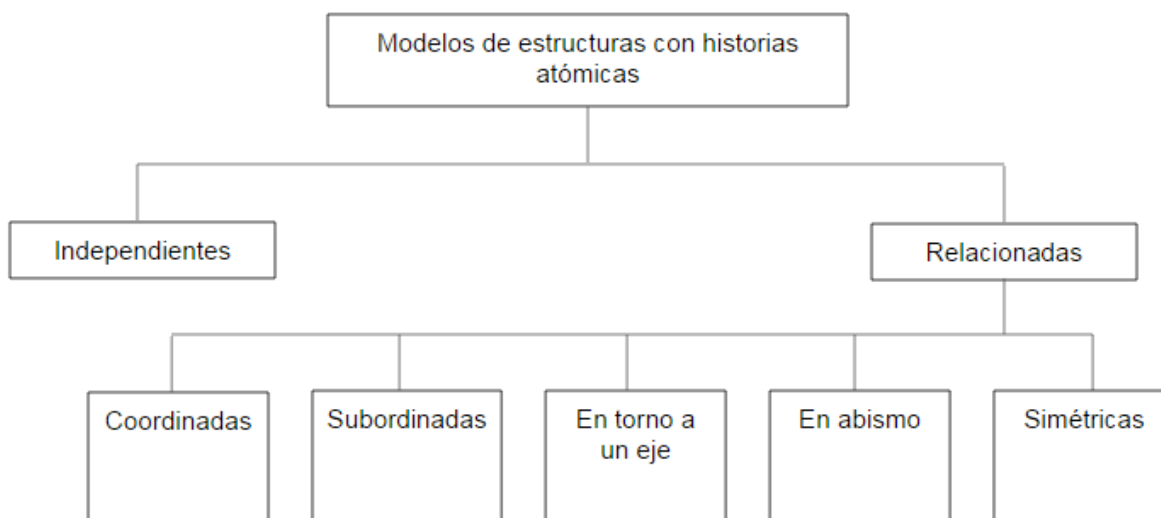 Modelos de estructuras con historias
atómicas
Independientes
Relacionadas
Coordinadas
Subordinadas
En torno a
un eje
En abismo
Simétricas